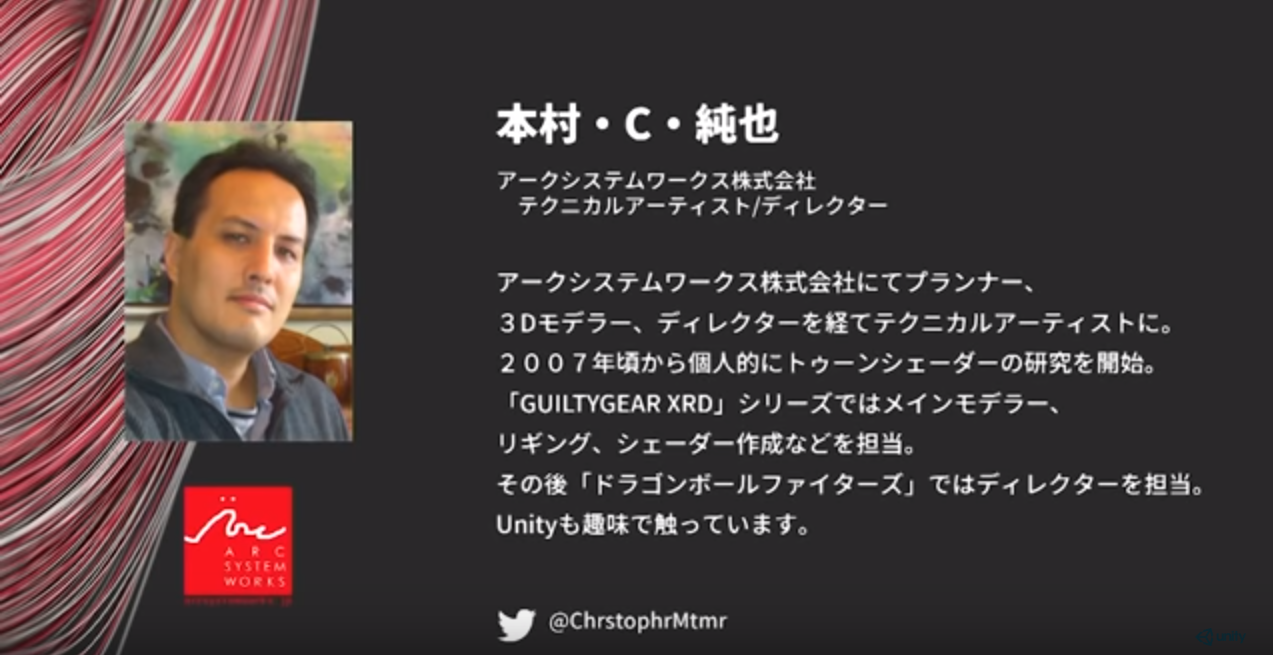 本村・C・純也
アークシステムワークス株式会社
テクニカルアーティスト/ディレクター
アークシステムワークス株式会社にてプランナー、
３Dモデラー、ディレクターを経てテクニカルアーティストに。
２００７年頃から個人的にトゥーンシェーダーの研究を開始。
「GUILTYGEAR XRD」シリーズではメインモデラー、
リギング、シェーダー作成などを担当。
その後「ドラゴンボールファイターズ」ではディレクターを担当。
Unityも趣味で触っています。
ARC
SYSTEM
WORKS
@ChrstophrMtmr
unity